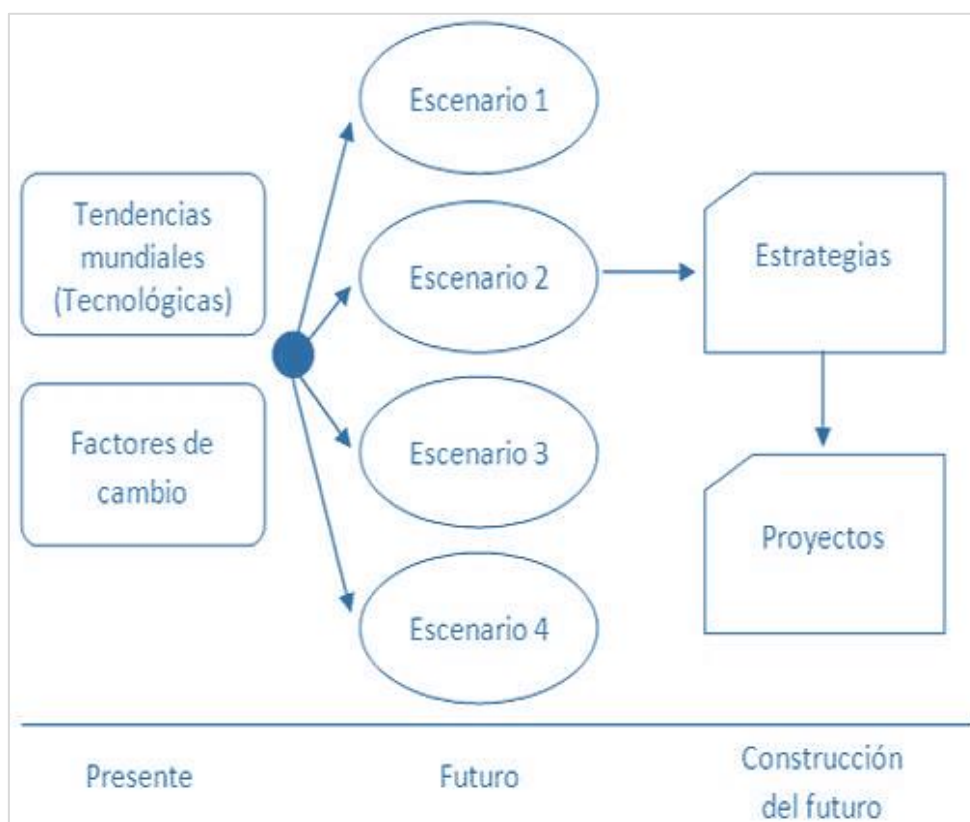 Tendencias
mundiales
(Tecnológicas)
Factores de
cambio
Escenario 1
Escenario 2
Escenario 3
Escenario 4
Estrategias
Proyectos
Presente
Futuro
Construcción
del futuro